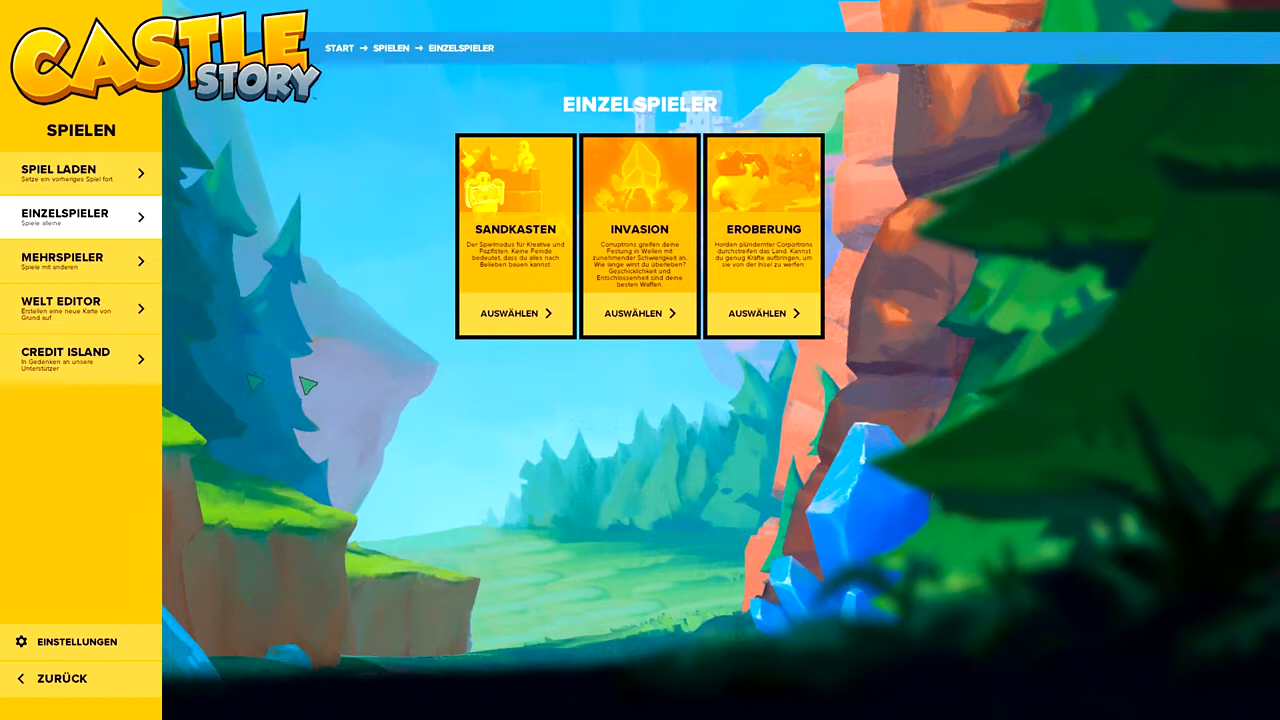 CASTLE
STORY
START → SPIELEN → EINZELSPIELER
SPIELEN
SPIEL LADEN
Setze ein vorheriges Spiel fort
EINZELSPIELER
Spiele alleine
MEHRSPIELER
Spiele mit anderen
WELT EDITOR
Erstellen eine neue Karte von
Grund auf
CREDIT ISLAND
In Gedenken an unsere
Unterstützer
EINSTELLUNGEN
ZURÜCK
EINZELSPIELER
SANDKASTEN
Der Spielmodus für Kreative und
Pazifisten. Keine Feinde
bedeutet, dass du alles nach
Belieben bauen kannst.
AUSWÄHLEN
INVASION
Corruptrons greifen deine
Festung in Wellen mit
zunehmender Schwierigkeit an.
Wie lange wirst du überleben?
Geschicklichkeit und
Entschlossenheit sind deine
besten Waffen.
AUSWÄHLEN
EROBERUNG
Horden plündernter Corportrons
durchstreifen das Land. Kannst
du genug Kräfte aufbringen, um
sie von der Insel zu werfen.
AUSWÄHLEN